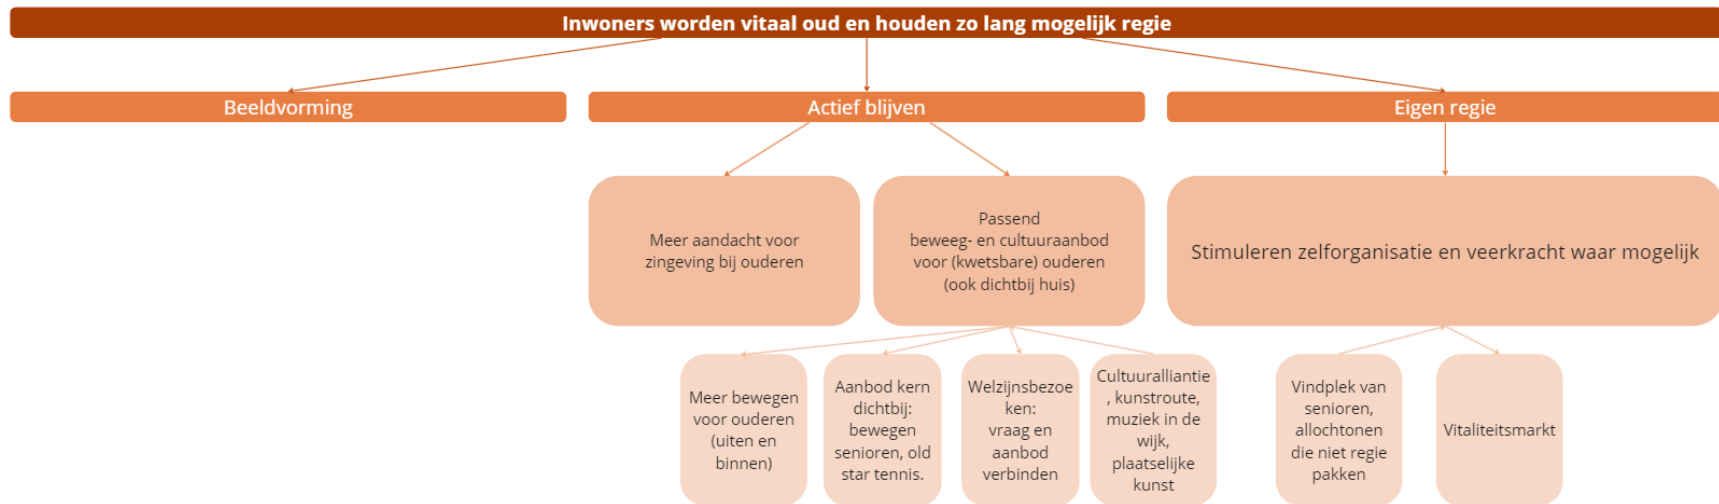 Inwoners worden vitaal oud en houden zo lang mogelijk regie
Beeldvorming
Actief blijven
Eigen regie
Meer aandacht voor
zingeving bij ouderen
Passend
beweeg- en cultuuraanbod
voor (kwetsbare) ouderen
(ook dichtbij huis)
Stimuleren zelforganisatie en veerkracht waar mogelijk
Meer bewegen
voor ouderen
(uiten en
binnen)
Aanbod kern
dichtbij:
bewegen
senioren, old
star tennis.
Welzijnsbezoe
ken:
vraag en
aanbod
verbinden
Cultuuralliantie
, kunstroute,
muziek in de
wijk,
plaatselijke
kunst
Vindplek van
senioren,
allochtonen
die niet regie
pakken
Vitaliteitsmarkt